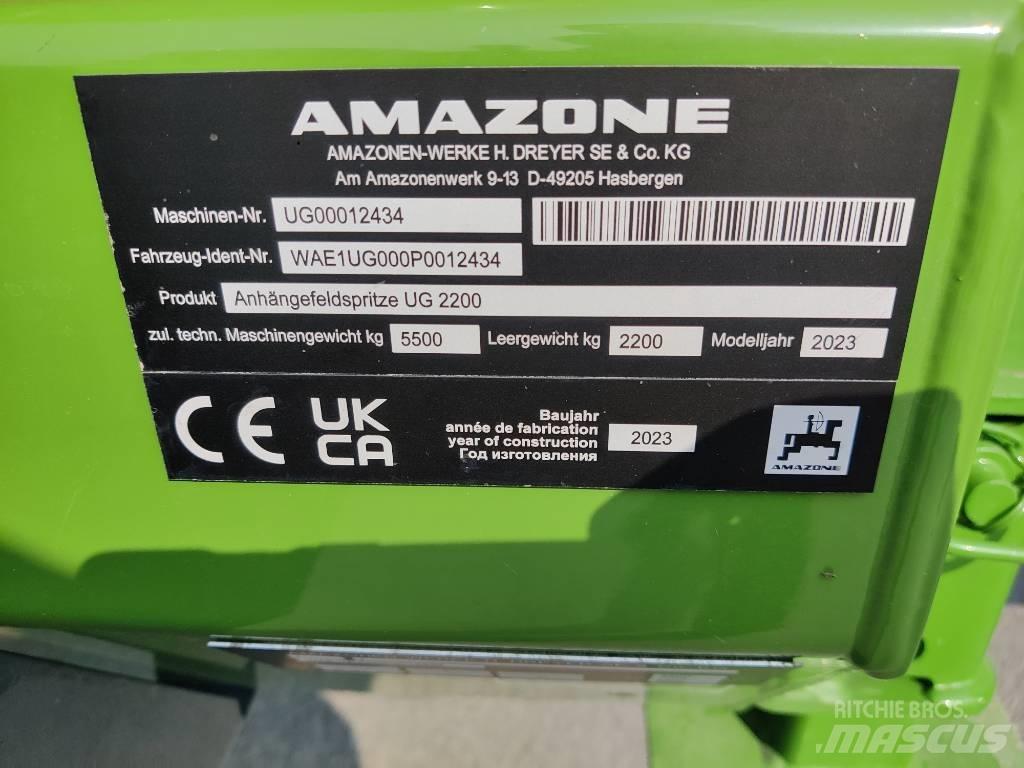 AMAZONE
AMAZONEN-WERKE H. DREYER SE & Co. KG
Am Amazonenwerk 9-13 D-49205 Hasbergen
Maschinen-Nr. UG00012434
Fahrzeug-Ident-Nr. WAE1UG000P0012434
Produkt Anhängefeldspritze UG 2200
zul. techn. Maschinengewicht kg 5500 Leergewicht kg 2200 Modelljahr 2023
CE UK
CA
Baujahr
année de fabrication
year of construction 2023
Год изготовления
AMAZONE
RITCHIE BROS.
MASCUS